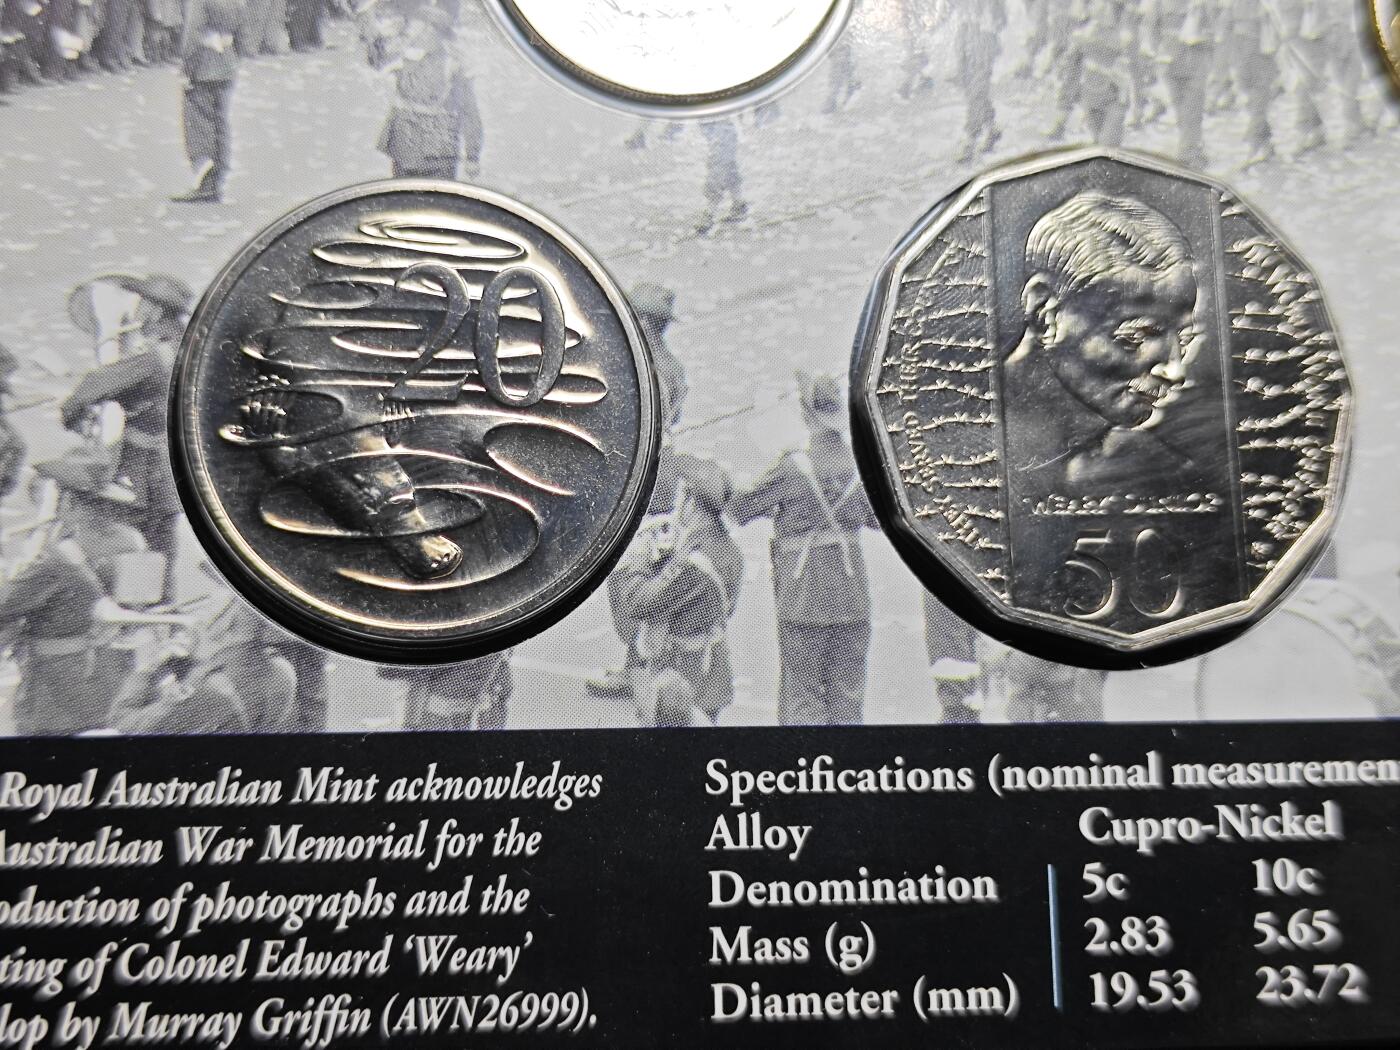 20
WEARY DUNLOP
50
Royal Australian Mint acknowledges
Australian War Memorial for the
oduction of photographs and the
ting of Colonel Edward ‘Weary’
lop by Murray Griffin (AWN26999).
Specifications (nominal measuremen
Alloy Cupro-Nickel
Denomination 5c 10c
Mass (g) 2.83 5.65
Diameter (mm) 19.53 23.72